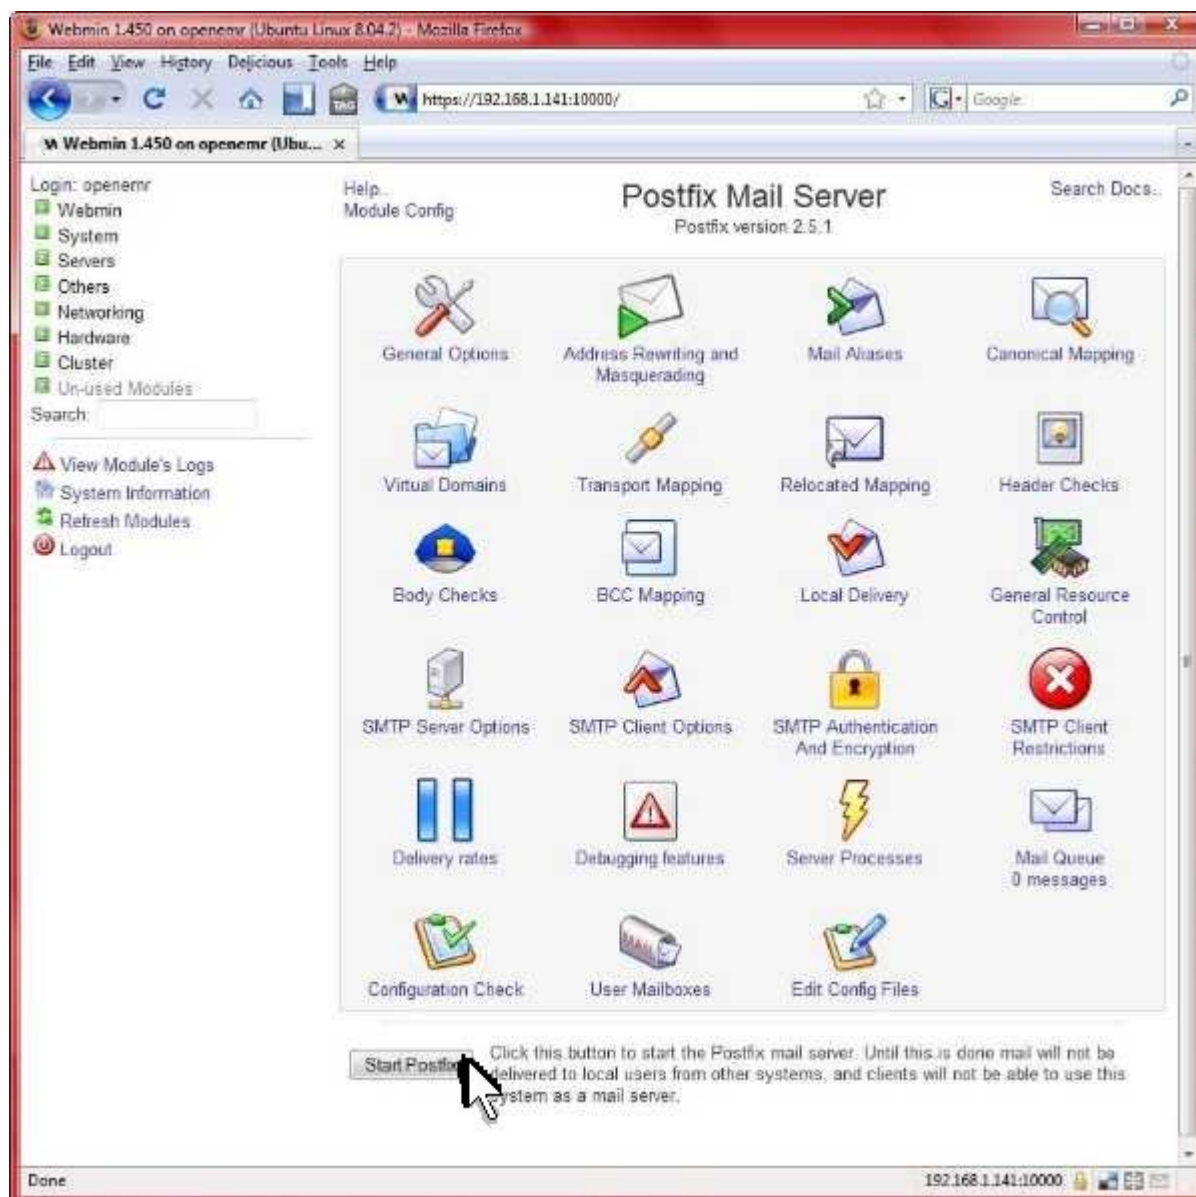 Webmin 1.450 on openemr (Ubuntu Linux 8.04.2) - Mozilla Firefox
File Edit View History Delicious Tools Help
TAG https://192.168.1.141:10000/ Google
Webmin 1.450 on openemr (Ubu...
Login: openemr
Webmin
System
Servers
Others
Networking
Hardware
Cluster
Un-used Modules
Search:
View Module's Logs
System Information
Refresh Modules
Logout
Help..
Module Config
Postfix Mail Server
Postfix version 2.5.1
Search Docs..
General Options
Address Rewriting and
Masquerading
Mail Aliases
Canonical Mapping
Virtual Domains
Transport Mapping
Relocated Mapping
Header Checks
Body Checks
BCC Mapping
Local Delivery
General Resource
Control
SMTP Server Options
SMTP Client Options
SMTP Authentication
And Encryption
SMTP Client
Restrictions
Delivery rates
Debugging features
Server Processes
Mail Queue
0 messages
Configuration Check
MAIL
User Mailboxes
Edit Config Files
Start Postfix
Click this button to start the Postfix mail server. Until this is done mail will not be
delivered to local users from other systems, and clients will not be able to use this
system as a mail server.
Done
192.168.1.141:10000